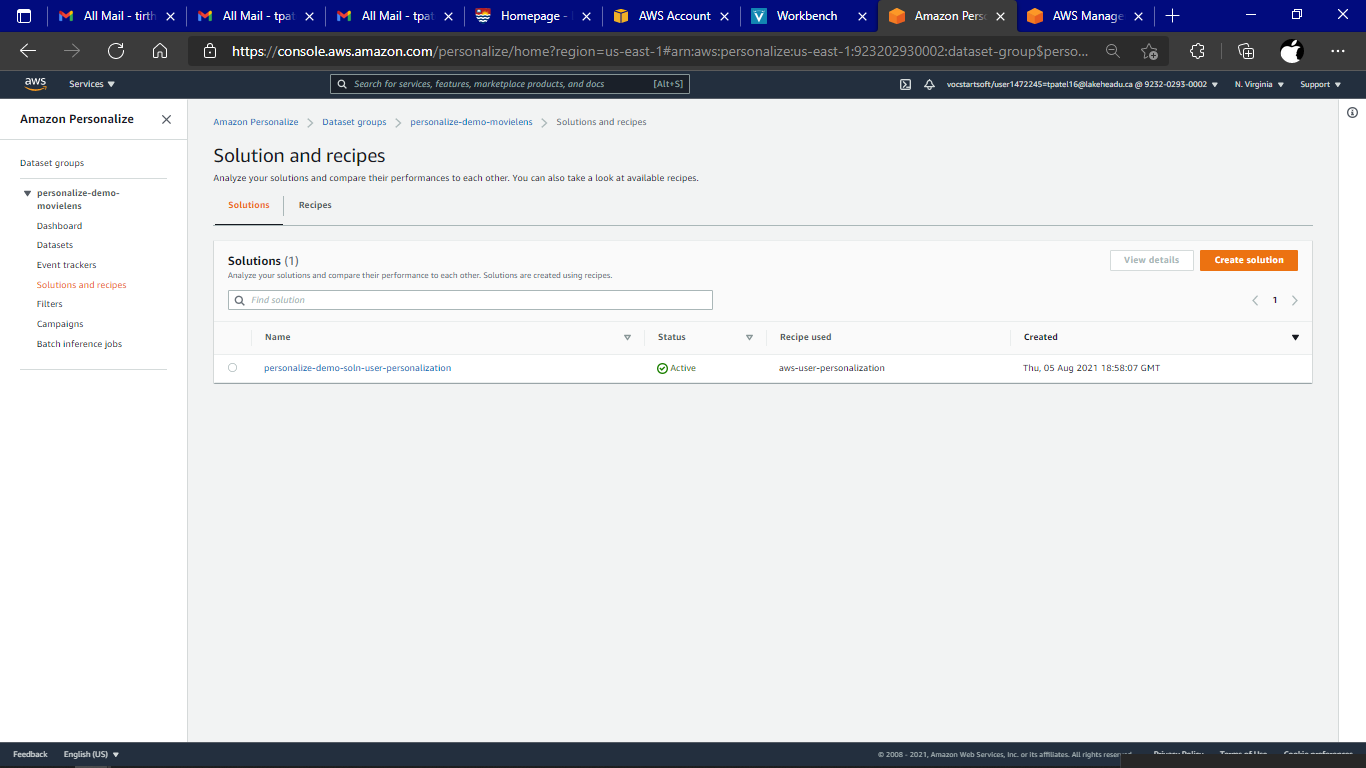 All Mail - tirth
All Mail - tpat
All Mail - tpat
Homepage -
AWS Account
Workbench
Amazon Pers
AWS Manage
https://console.aws.amazon.com/personalize/home?region=us-east-1#arn:aws:personalize:us-east-1:923202930002:dataset-group$perso...
aws
Services
Search for services, features, marketplace products, and docs [Alt+S]
vocstartsoft/user1472245=tpatel16@lakeheadu.ca @ 9232-0293-0002
N. Virginia
Support
Amazon Personalize
Dataset groups
personalize-demo-
movielens
Dashboard
Datasets
Event trackers
Solutions and recipes
Filters
Campaigns
Batch inference jobs
Amazon Personalize
Dataset groups
personalize-demo-movielens
Solutions and recipes
Solution and recipes
Analyze your solutions and compare their performances to each other. You can also take a look at available recipes.
Solutions
Recipes
Solutions (1)
Analyze your solutions and compare their performance to each other. Solutions are created using recipes.
View details
Create solution
Find solution
1
Name Status Recipe used Created
personalize-demo-soln-user-personalization Active aws-user-personalization Thu, 05 Aug 2021 18:58:07 GMT
Feedback
English (US)
© 2008 - 2021, Amazon Web Services, Inc. or its affiliates. All rights reserv
Privacy Policy
Terms of Use
Cookie preferences